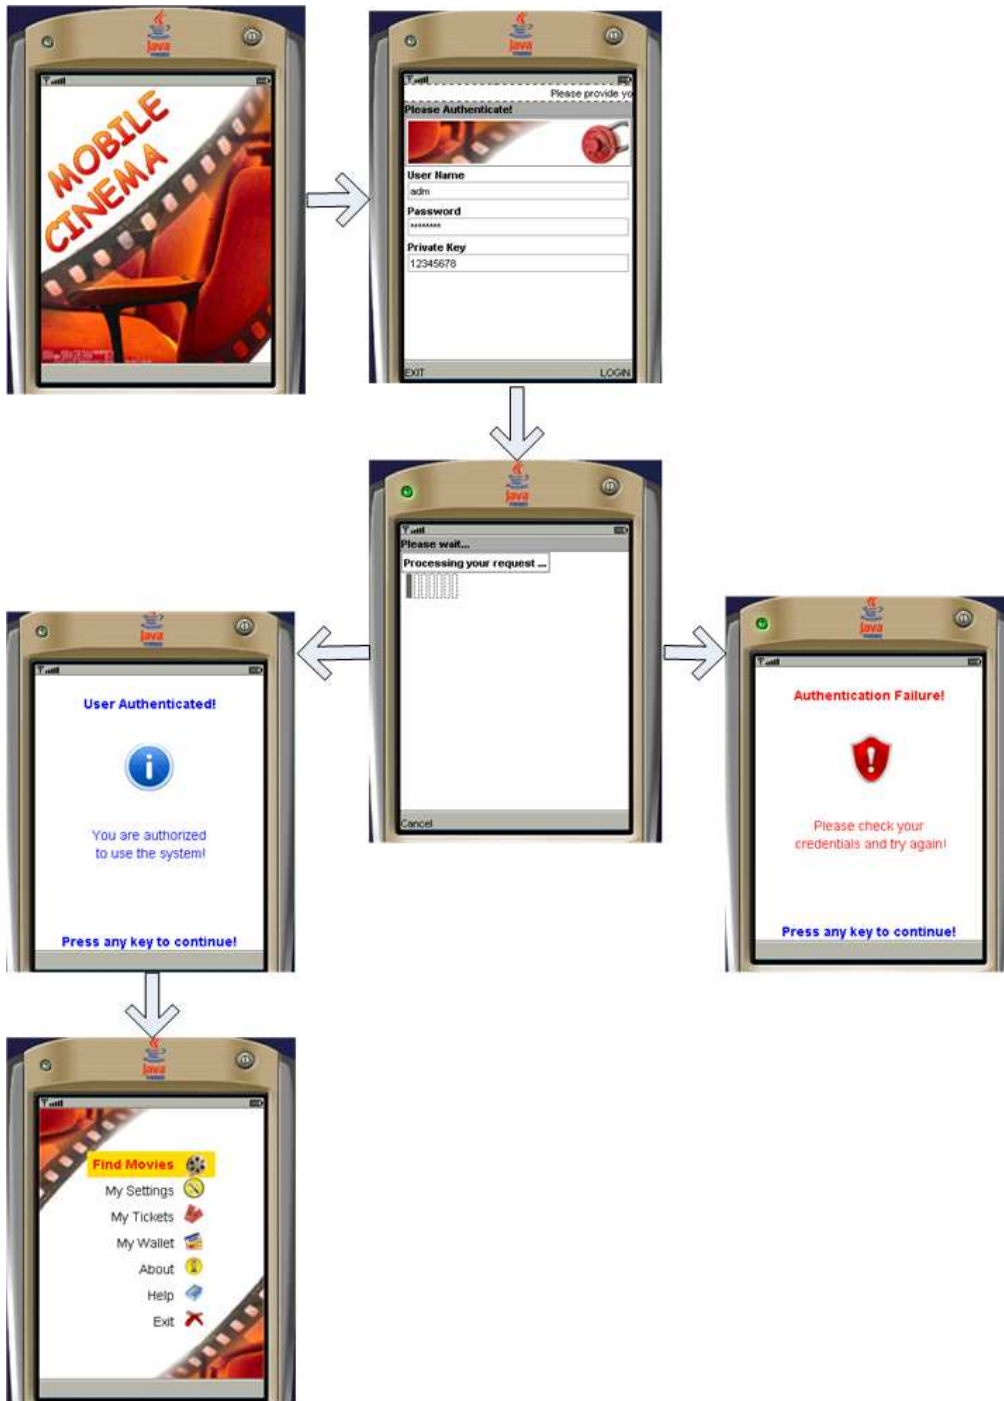 Java
MOBILE
CINEMA
Java
Please provide yo
Please Authenticate!
User Name
adm
Password
********
Private Key
12345678
EXIT
LOGIN
Java
Please wait...
Processing your request ...
Cancel
Java
User Authenticated!
You are authorized
to use the system!
Press any key to continue!
Java
Authentication Failure!
Please check your
credentials and try again!
Press any key to continue!
Java
Find Movies
My Settings
My Tickets
My Wallet
About
Help
Exit